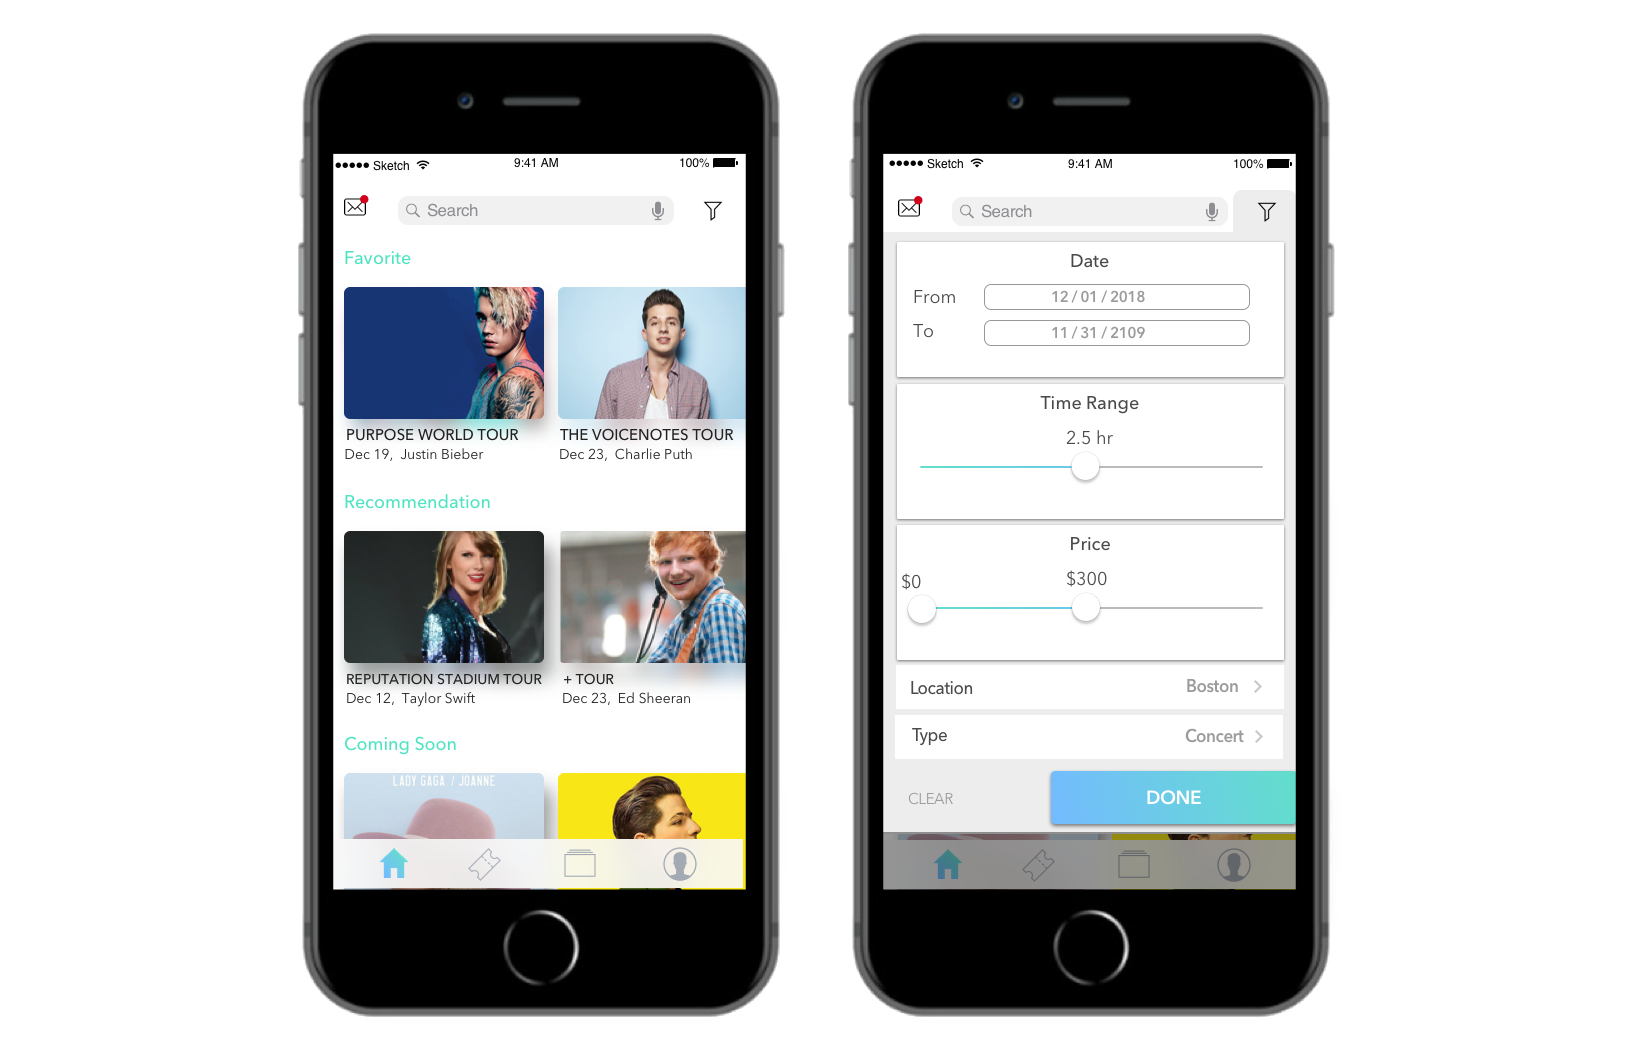 ●●●●● Sketch 9:41 AM 100%
Search
Favorite
PURPOSE WORLD TOUR
Dec 19, Justin Bieber
THE VOICENOTES TOUR
Dec 23, Charlie Puth
Recommendation
REPUTATION STADIUM TOUR
Dec 12, Taylor Swift
+ TOUR
Dec 23, Ed Sheeran
Coming Soon
LADY GAGA / JOANNE
●●●●● Sketch 9:41 AM 100%
Search
Date
From 12 / 01 / 2018
To 11 / 31 / 2109
Time Range
2.5 hr
Price
$0 $300
Location Boston
Type Concert
CLEAR DONE